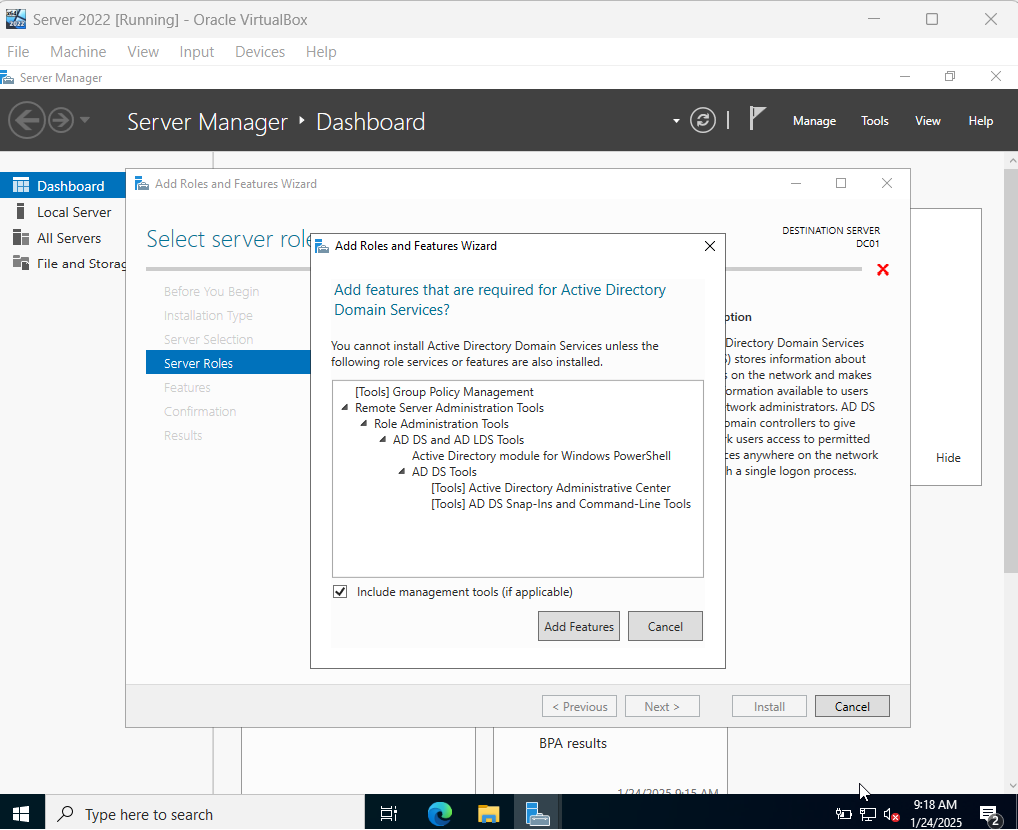 Server 2022 [Running] - Oracle VirtualBox
File Machine View Input Devices Help
Server Manager
Server Manager Dashboard
Manage Tools View Help
Dashboard
Local Server
All Servers
File and Storag
Add Roles and Features Wizard
Select server role
DESTINATION SERVER
DC01
Before You Begin
Installation Type
Server Selection
Server Roles
Features
Confirmation
Results
Add Roles and Features Wizard
Add features that are required for Active Directory
Domain Services?
You cannot install Active Directory Domain Services unless the
following role services or features are also installed.
[Tools] Group Policy Management
Remote Server Administration Tools
Role Administration Tools
AD DS and AD LDS Tools
Active Directory module for Windows PowerShell
AD DS Tools
[Tools] Active Directory Administrative Center
[Tools] AD DS Snap-Ins and Command-Line Tools
Include management tools (if applicable)
Add Features Cancel
ption
Directory Domain Services
) stores information about
on the network and makes
ormation available to users
twork administrators. AD DS
omain controllers to give
k users access to permitted
ces anywhere on the network
h a single logon process.
Hide
< Previous Next > Install Cancel
BPA results
1/24/2025 9:15 AM
Type here to search
9:18 AM
1/24/2025
2